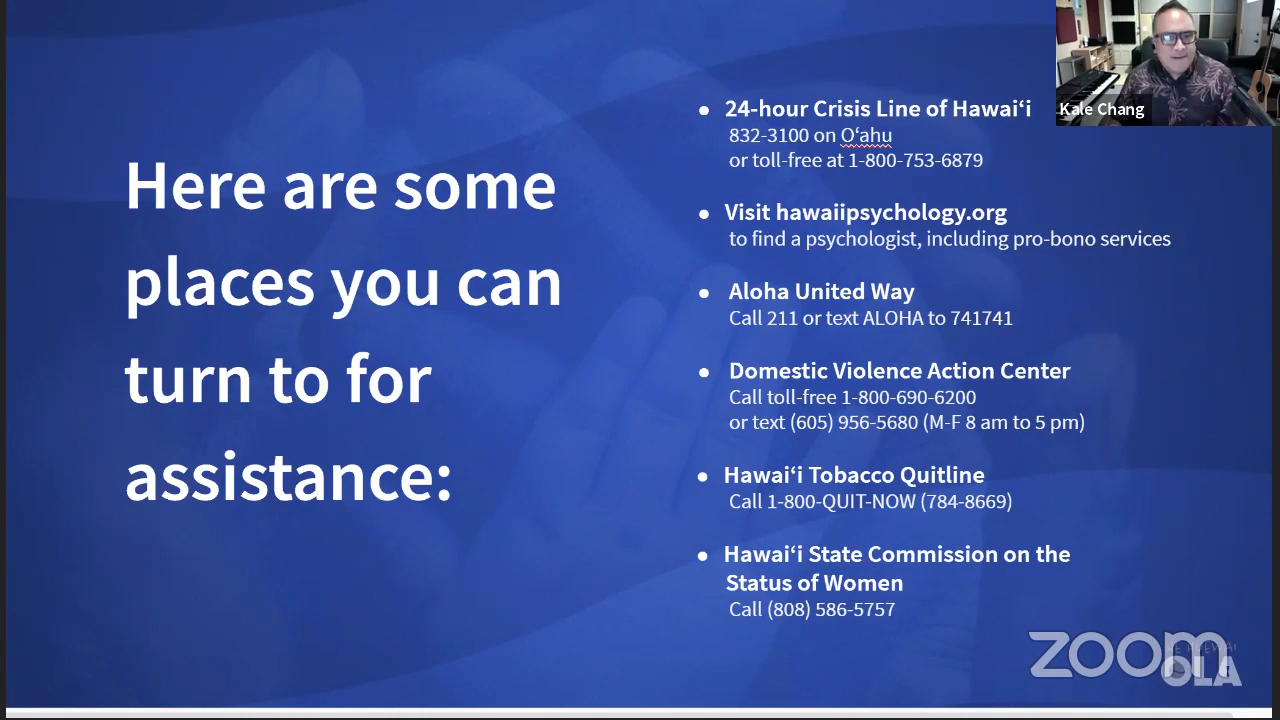 Here are some
places you can
turn to for
assistance:
• 24-hour Crisis Line of Hawai‘i
832-3100 on O‘ahu
or toll-free at 1-800-753-6879
• Visit hawaiipsychology.org
to find a psychologist, including pro-bono services
• Aloha United Way
Call 211 or text ALOHA to 741741
• Domestic Violence Action Center
Call toll-free 1-800-690-6200
or text (605) 956-5680 (M-F 8 am to 5 pm)
• Hawai‘i Tobacco Quitline
Call 1-800-QUIT-NOW (784-8669)
• Hawai‘i State Commission on the
Status of Women
Call (808) 586-5757
Kale Chang
zoom
OLA